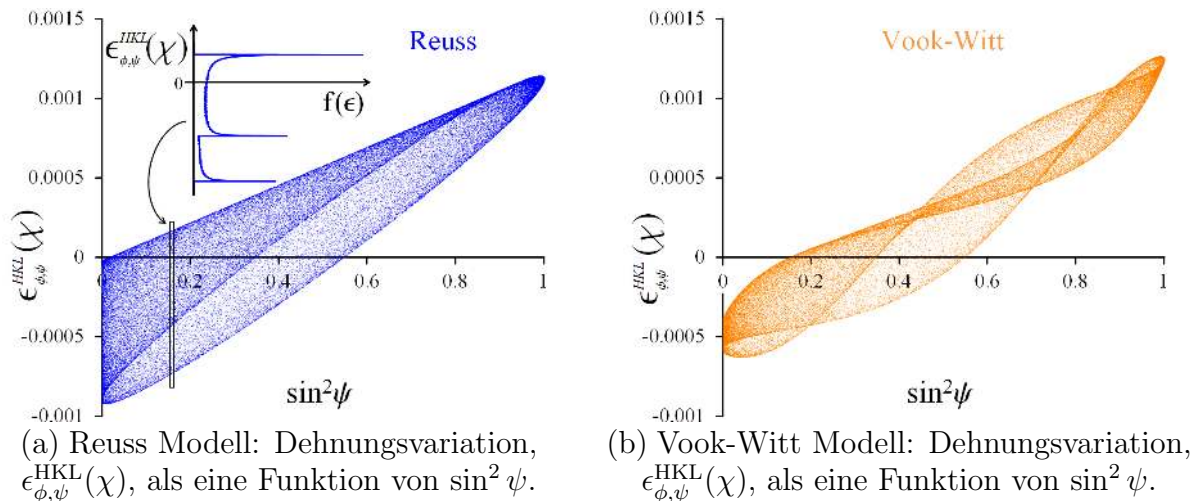 0.0015
0.001
0.0005
0
-0.0005
-0.001
ϵ^{HKL}_{ϕ,ψ}(χ)
0 0.2 0.4 0.6 0.8 1
sin²ψ
Reuss
ϵ^{HKL}_{ϕ,ψ}(χ)
0
f(ϵ)
(a) Reuss Modell: Dehnungsvariation,
ϵ^{HKL}_{ϕ,ψ}(χ), als eine Funktion von sin² ψ.
0.0015
0.001
0.0005
0
-0.0005
-0.001
ϵ^{HKL}_{ϕ,ψ}(χ)
0 0.2 0.4 0.6 0.8 1
sin²ψ
Vook-Witt
(b) Vook-Witt Modell: Dehnungsvariation,
ϵ^{HKL}_{ϕ,ψ}(χ), als eine Funktion von sin² ψ.